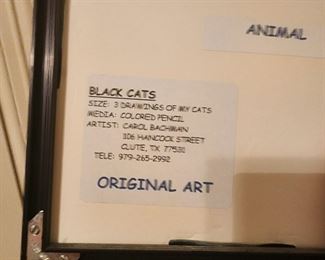 ANIMAL
BLACK CATS
SIZE: 3 DRAWINGS OF MY CATS
MEDIA: COLORED PENCIL
ARTIST: CAROL BACHMAN
306 HANCOCK STREET
CLUTE, TX 77531
TELE: 979-265-2992
ORIGINAL ART